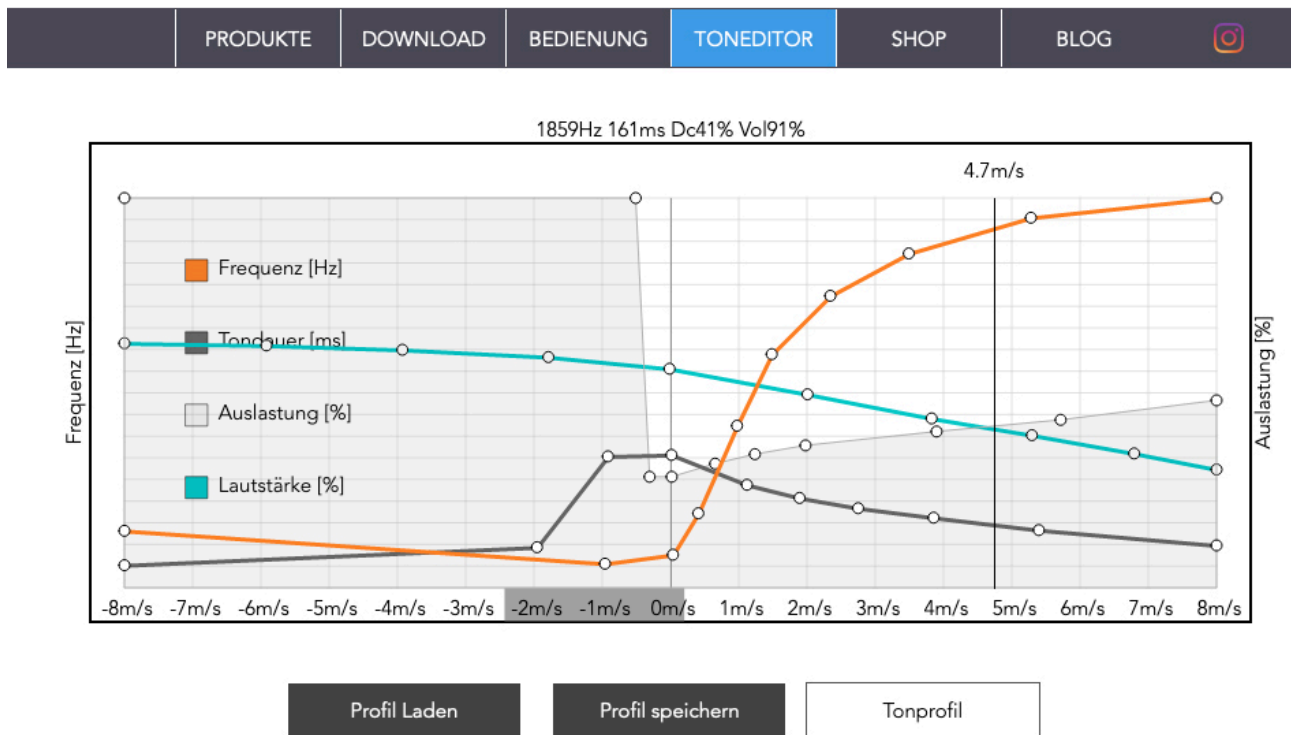 PRODUKTE DOWNLOAD BEDIENUNG TONEDITOR SHOP BLOG
1859Hz 161ms Dc41% Vol91%
4.7m/s
Frequenz [Hz]
Tondauer [ms]
Auslastung [%]
Lautstärke [%]
Frequenz [Hz]
Auslastung [%]
-8m/s -7m/s -6m/s -5m/s -4m/s -3m/s -2m/s -1m/s 0m/s 1m/s 2m/s 3m/s 4m/s 5m/s 6m/s 7m/s 8m/s
Profil Laden Profil speichern Tonprofil